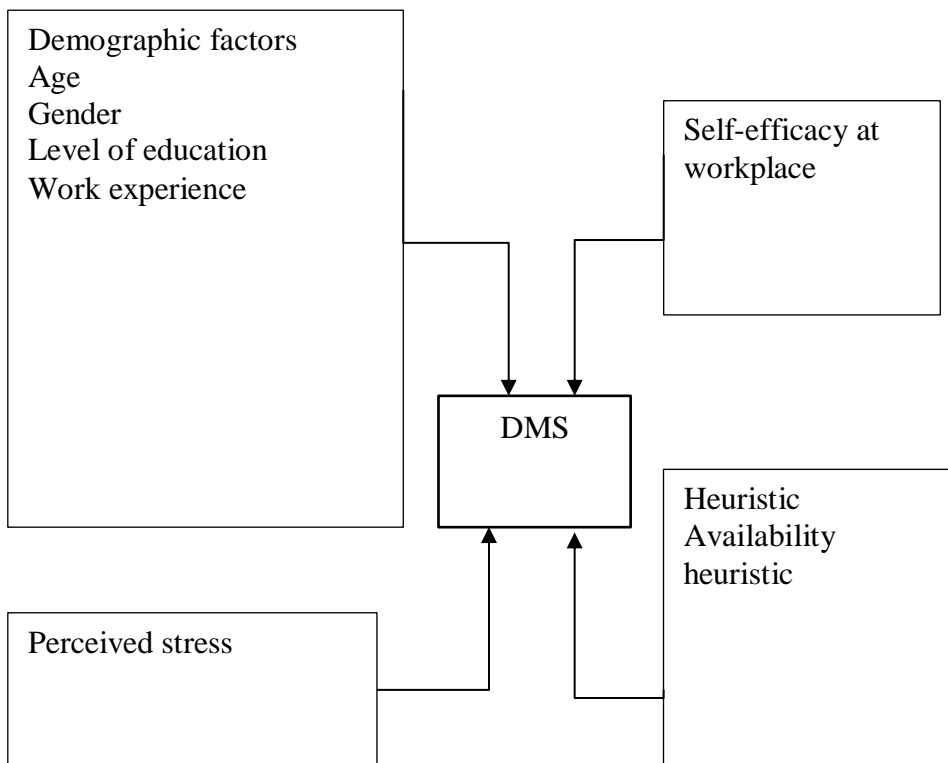 Demographic factors
Age
Gender
Level of education
Work experience
Self-efficacy at
workplace
DMS
Heuristic
Availability
heuristic
Perceived stress